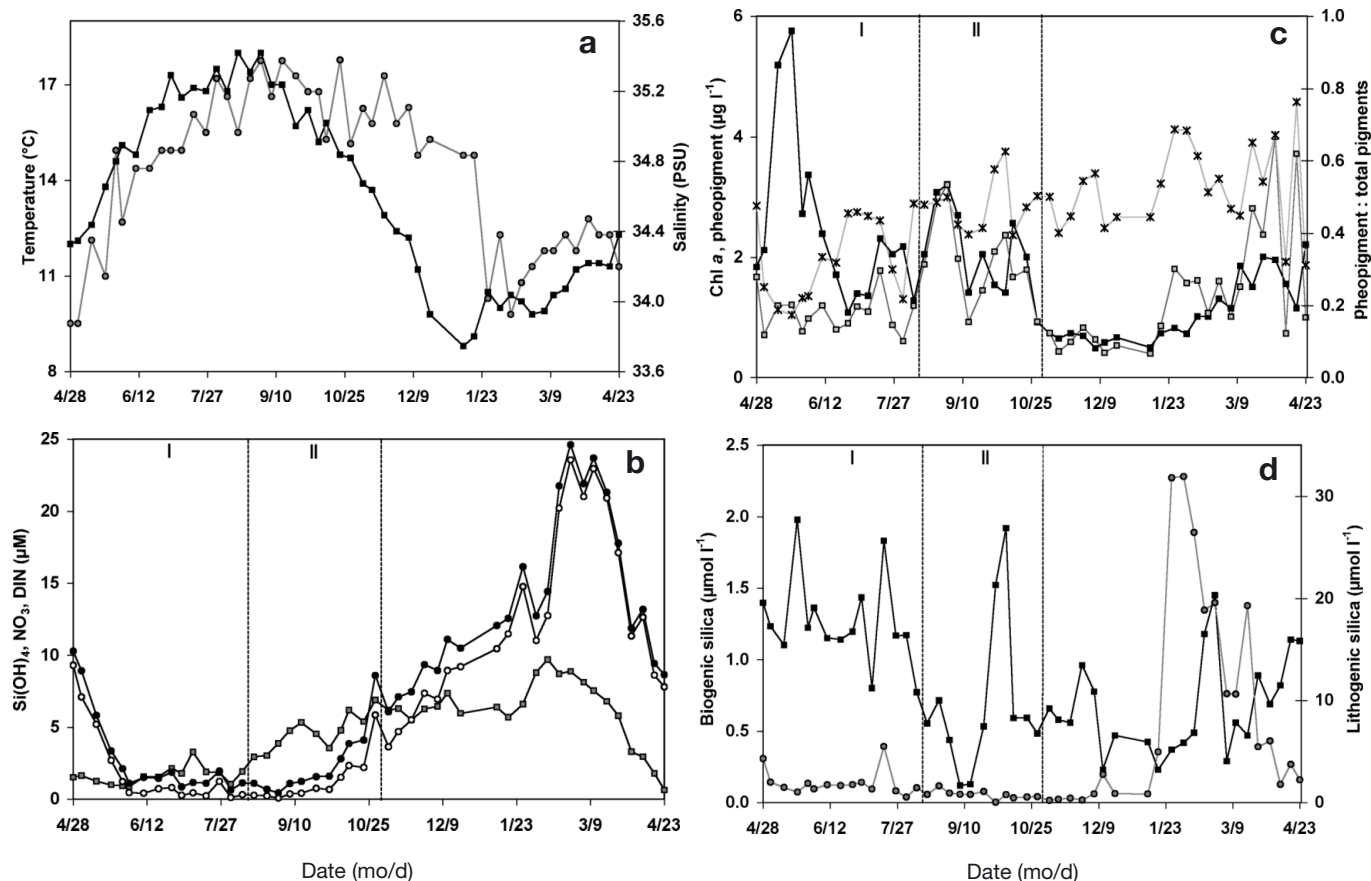 a
Temperature (°C)
17
14
11
8
Salinity (PSU)
35.6
35.2
34.8
34.4
34.0
33.6
4/28 6/12 7/27 9/10 10/25 12/9 1/23 3/9 4/23
c
I II
Chl a, pheopigment (µg l-1)
6
4
2
0
Pheopigment : total pigments
1.0
0.8
0.6
0.4
0.2
0.0
4/28 6/12 7/27 9/10 10/25 12/9 1/23 3/9 4/23
b
I II
Si(OH)4, NO3, DIN (µM)
25
20
15
10
5
0
4/28 6/12 7/27 9/10 10/25 12/9 1/23 3/9 4/23
Date (mo/d)
d
I II
Biogenic silica (µmol l-1)
2.5
2.0
1.5
1.0
0.5
0.0
Lithogenic silica (µmol l-1)
30
20
10
0
4/28 6/12 7/27 9/10 10/25 12/9 1/23 3/9 4/23
Date (mo/d)